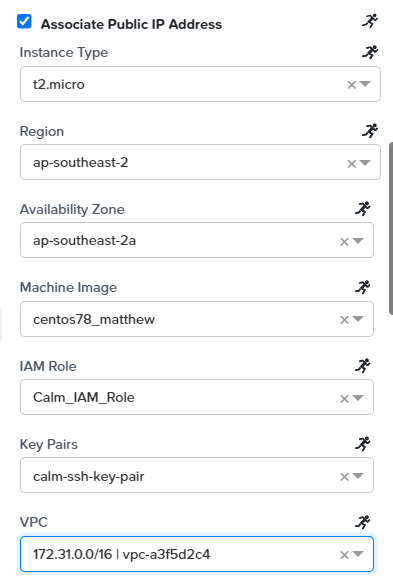 Associate Public IP Address
Instance Type
t2.micro
Region
ap-southeast-2
Availability Zone
ap-southeast-2a
Machine Image
centos78_matthew
IAM Role
Calm_IAM_Role
Key Pairs
calm-ssh-key-pair
VPC
172.31.0.0/16 | vpc-a3f5d2c4